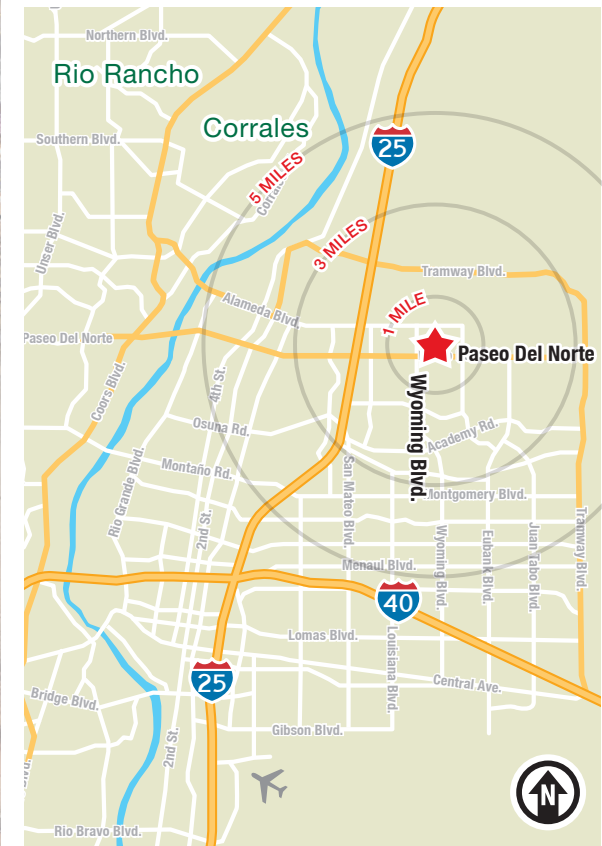 Northern Blvd.
Rio Rancho
Corrales
Southern Blvd.
25
5 MILES
3 MILES
Unser Blvd.
Tramway Blvd.
Alameda Blvd.
1 MILE
Paseo Del Norte
Paseo Del Norte
Coors Blvd.
4th St.
Wyoming Blvd.
Osuna Rd.
Academy Rd.
Montaño Rd.
Rio Grande Blvd.
San Mateo Blvd.
Montgomery Blvd.
2nd St.
Wyoming Blvd.
Eubank Blvd.
Juan Tabo Blvd.
Tramway Blvd.
Menaul Blvd.
40
Lomas Blvd.
Louisiana Blvd.
25
Central Ave.
Bridge Blvd.
2nd St.
Gibson Blvd.
N
Rio Bravo Blvd.